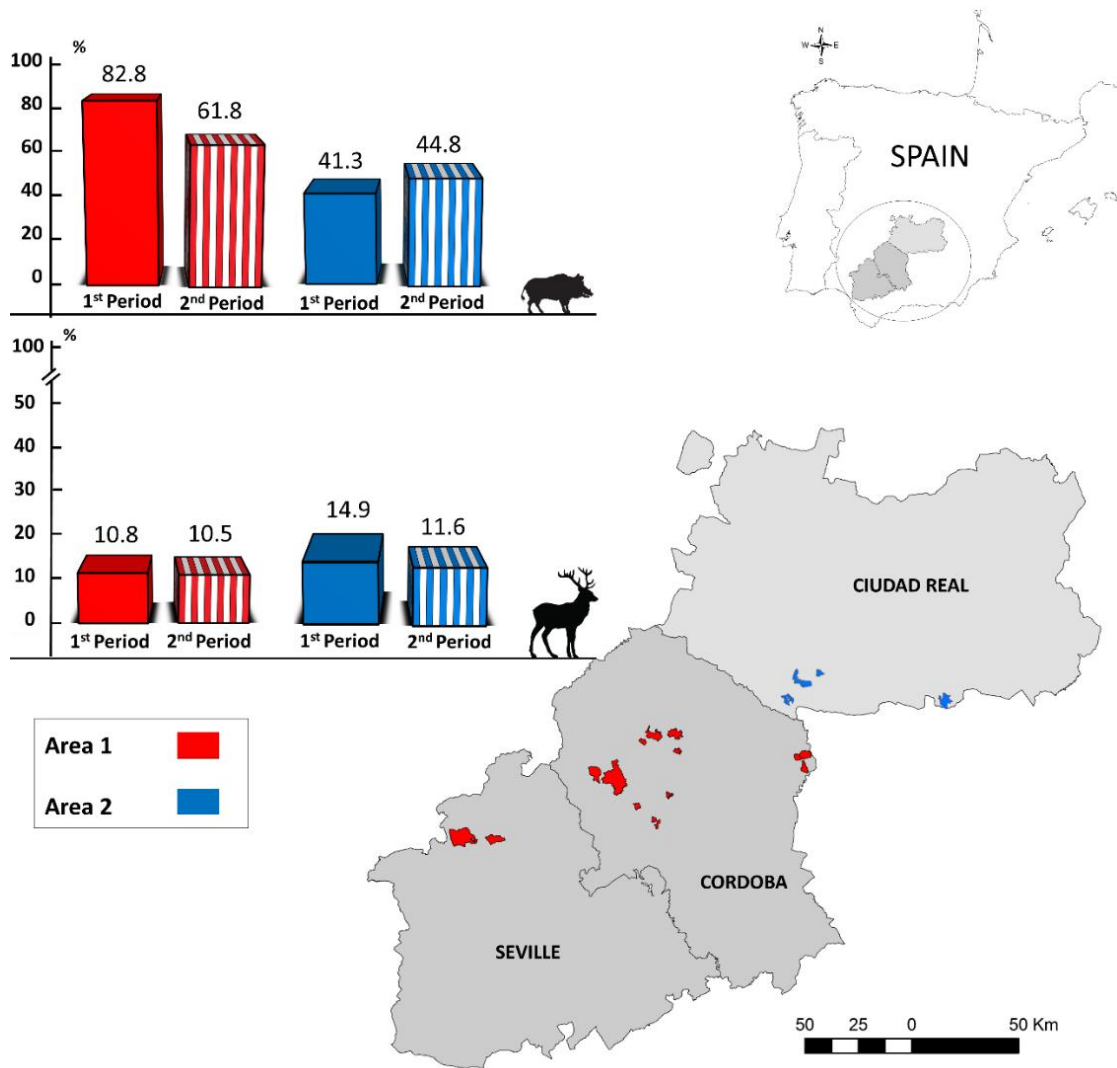 %
100
80
60
40
20
0
82.8
61.8
41.3
44.8
1st Period
2nd Period
1st Period
2nd Period
N
W E
S
SPAIN
%
100
50
40
30
20
10
0
10.8
10.5
14.9
11.6
1st Period
2nd Period
1st Period
2nd Period
Area 1
Area 2
CIUDAD REAL
CORDOBA
SEVILLE
50 25 0 50 Km